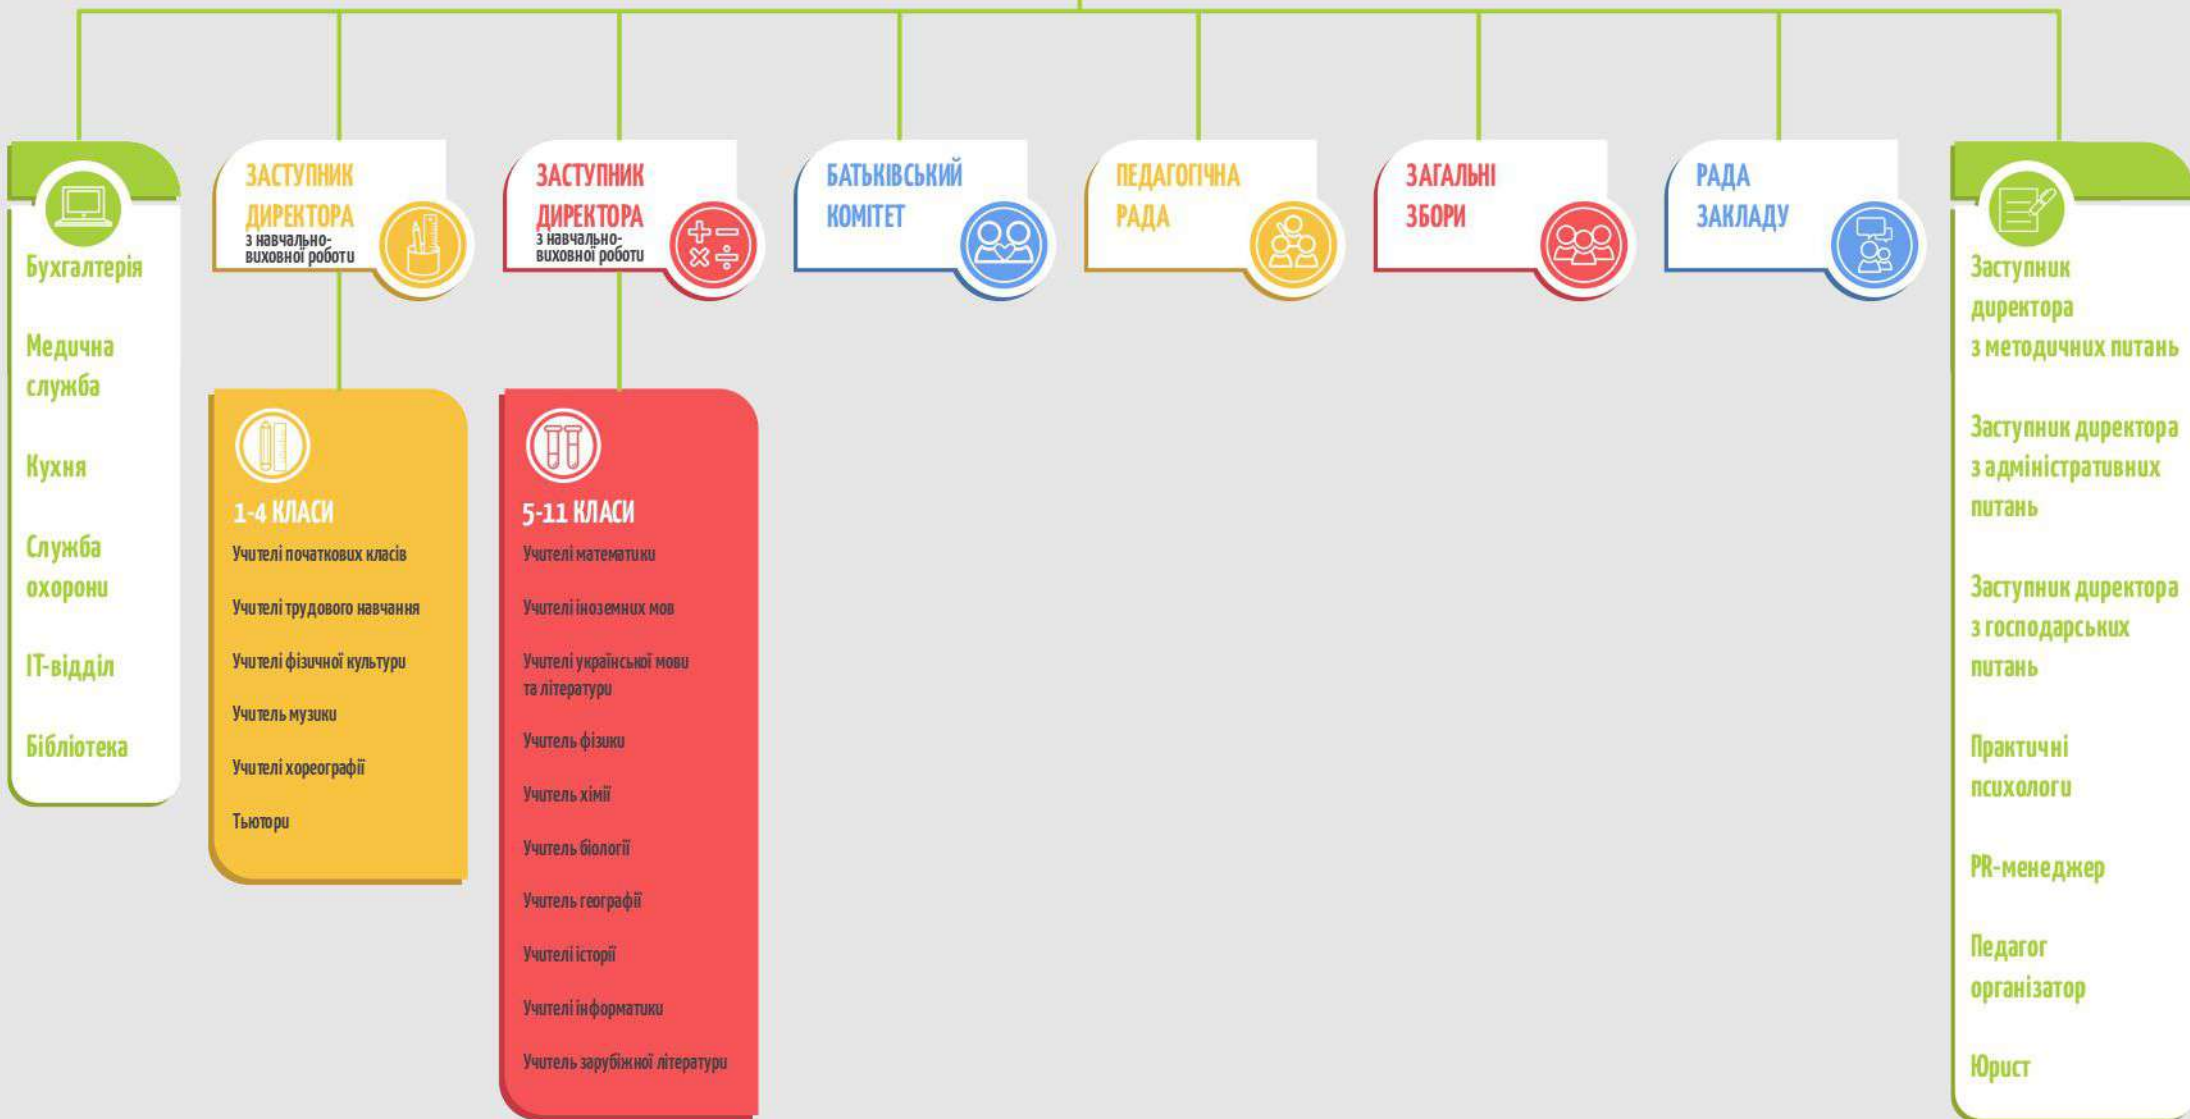 Бухгалтерія
Медична
служба
Кухня
Служба
охорони
ІТ-відділ
Бібліотека
ЗАСТУПНИК
ДИРЕКТОРА
з навчально-
виховної роботи
1-4 КЛАСИ
Учителі початкових класів
Учителі трудового навчання
Учителі фізичної культури
Учитель музики
Учителі хореографії
Тьютори
ЗАСТУПНИК
ДИРЕКТОРА
з навчально-
виховної роботи
5-11 КЛАСИ
Учителі математики
Учителі іноземних мов
Учителі української мови
та літератури
Учитель фізики
Учитель хімії
Учитель біології
Учитель географії
Учителі історії
Учителі інформатики
Учитель зарубіжної літератури
БАТЬКІВСЬКИЙ
КОМІТЕТ
ПЕДАГОГІЧНА
РАДА
ЗАГАЛЬНІ
ЗБОРИ
РАДА
ЗАКЛАДУ
Заступник
директора
з методичних питань
Заступник директора
з адміністративних
питань
Заступник директора
з господарських
питань
Практичні
психологи
PR-менеджер
Педагог
організатор
Юрист